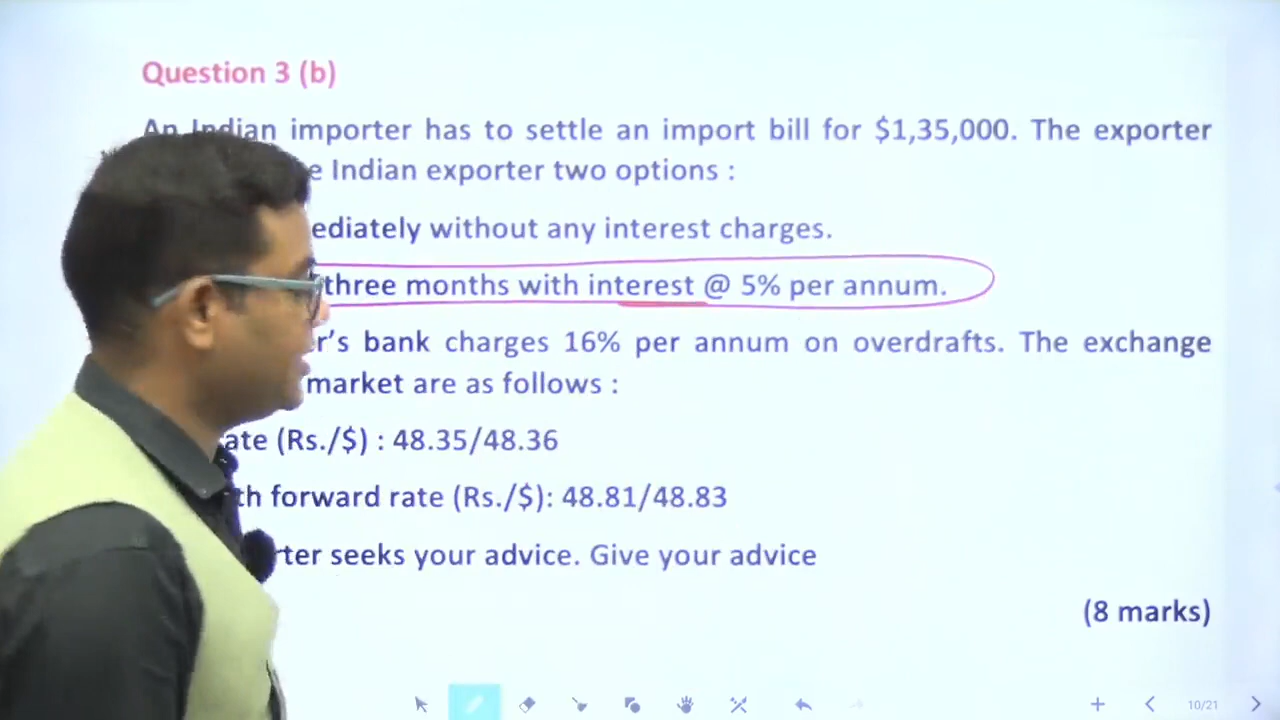 Question 3 (b)
An Indian importer has to settle an import bill for $1,35,000. The exporter
e Indian exporter two options :
ediately without any interest charges.
three months with interest @ 5% per annum.
r's bank charges 16% per annum on overdrafts. The exchange
market are as follows :
ate (Rs./$) : 48.35/48.36
th forward rate (Rs./$): 48.81/48.83
rter seeks your advice. Give your advice
(8 marks)
10/21